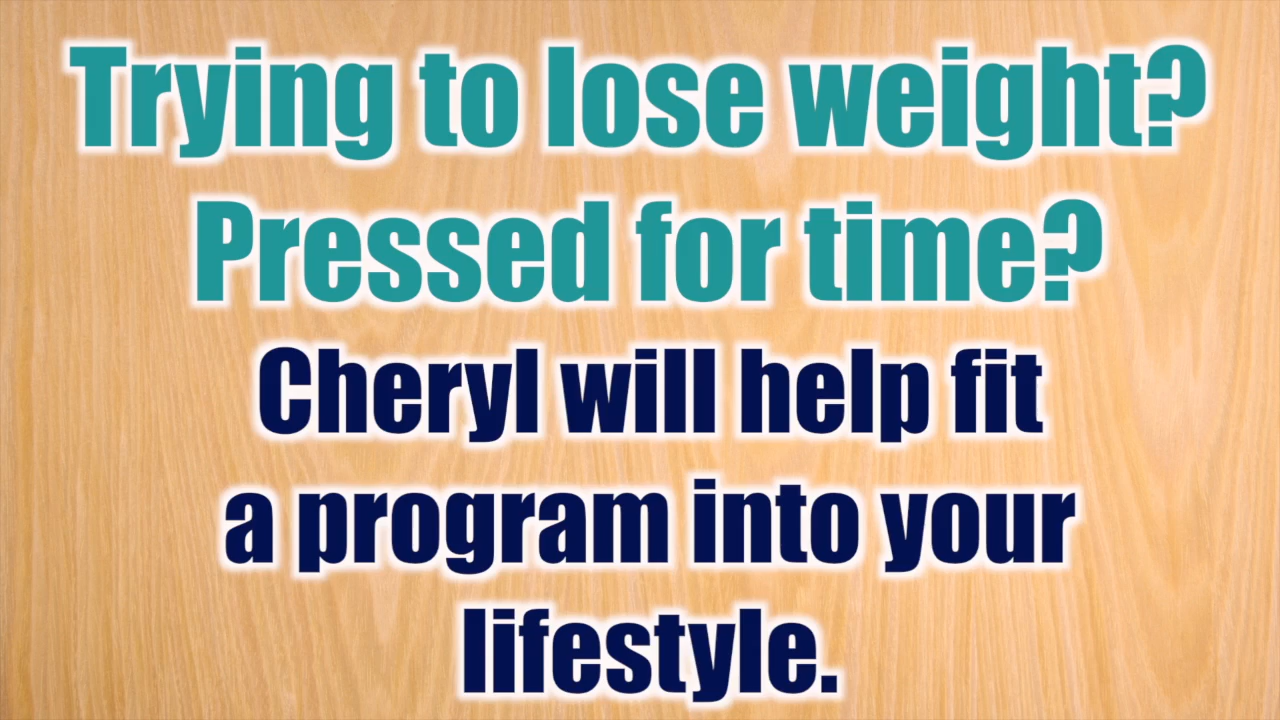 Trying to lose weight?
Pressed for time?
Cheryl will help fit
a program into your
lifestyle.